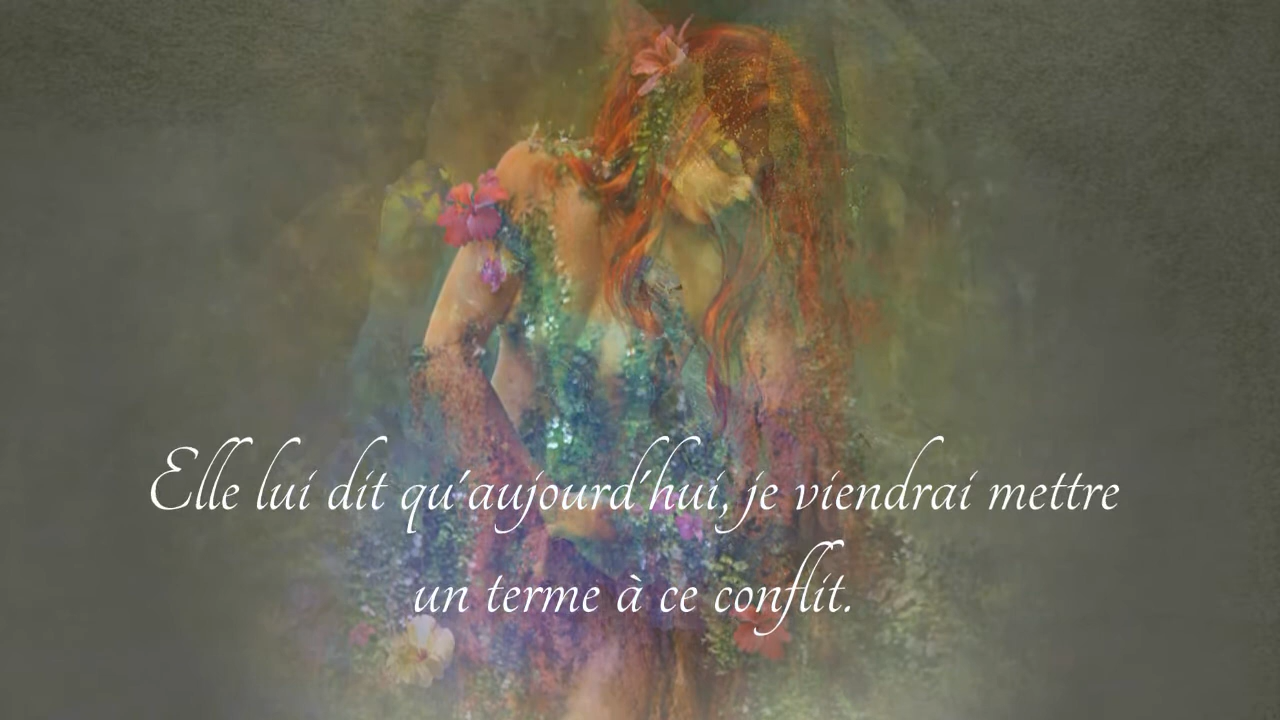 Elle lui dit qu'aujourd'hui, je viendrai mettre
un terme à ce conflit.